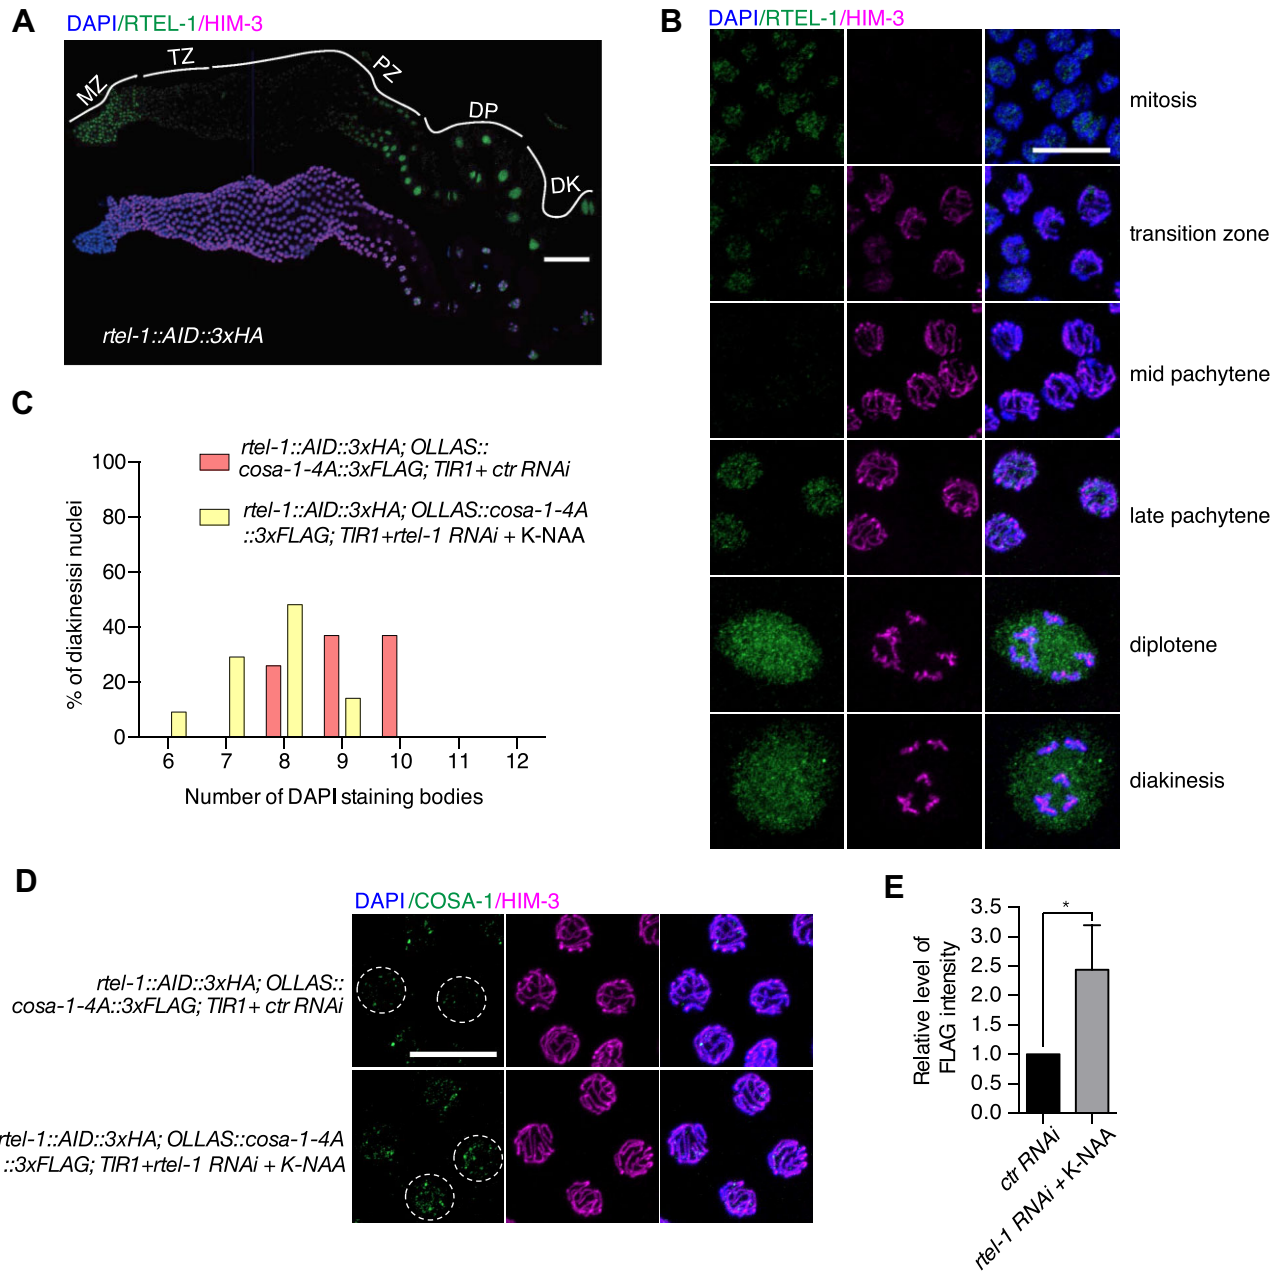 A
DAPI/RTEL-1/HIM-3
MZ
TZ
PZ
DP
DK
rtel-1::AID::3xHA
B
DAPI/RTEL-1/HIM-3
mitosis
transition zone
mid pachytene
late pachytene
diplotene
diakinesis
C
rtel-1::AID::3xHA; OLLAS::
cosa-1-4A::3xFLAG; TIR1+ ctr RNAi
rtel-1::AID::3xHA; OLLAS::cosa-1-4A
::3xFLAG; TIR1+rtel-1 RNAi + K-NAA
% of diakinesisi nuclei
100
80
60
40
20
0
6 7 8 9 10 11 12
Number of DAPI staining bodies
D
DAPI/COSA-1/HIM-3
rtel-1::AID::3xHA; OLLAS::
cosa-1-4A::3xFLAG; TIR1+ ctr RNAi
rtel-1::AID::3xHA; OLLAS::cosa-1-4A
::3xFLAG; TIR1+rtel-1 RNAi + K-NAA
E
Relative level of
FLAG intensity
3.5
3.0
2.5
2.0
1.5
1.0
0.5
0.0
*
ctr RNAi
rtel-1 RNAi + K-NAA